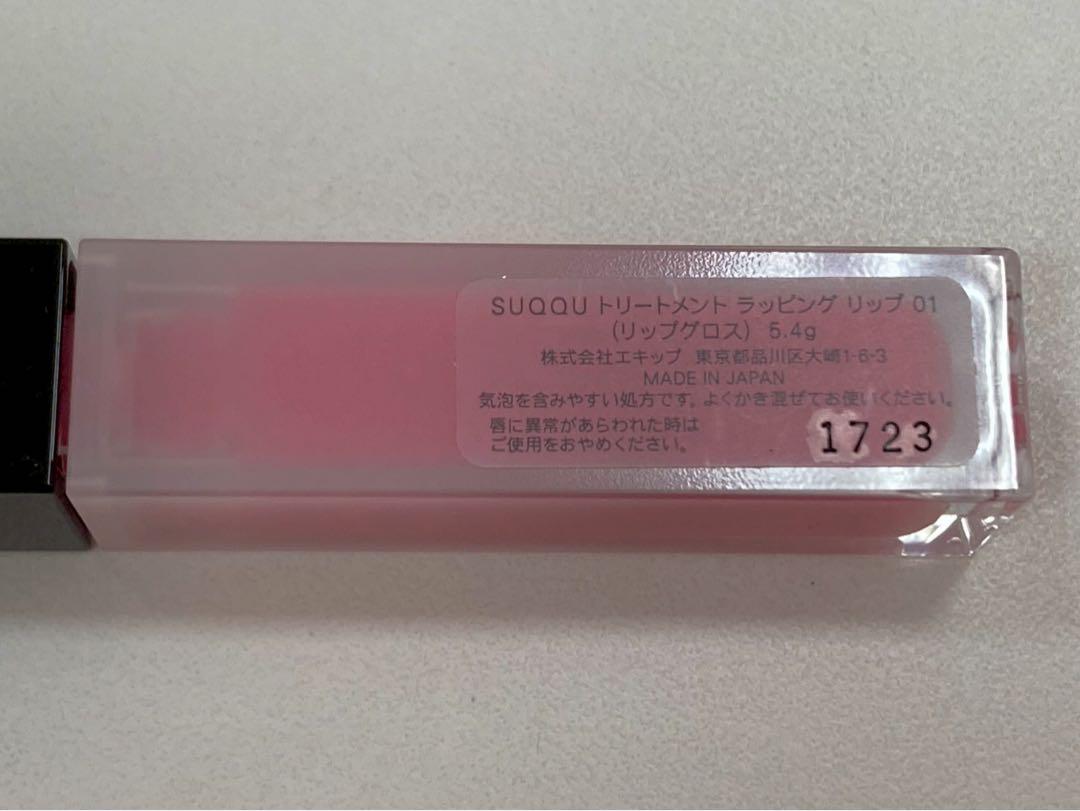 SUQQU トリートメント ラッピング リップ 01
(リップグロス) 5.4g
株式会社エキップ 東京都品川区大崎1-6-3
MADE IN JAPAN
気泡を含みやすい処方です。よくかき混ぜてお使いください。
唇に異常があらわれた時は
ご使用をおやめください。
1723